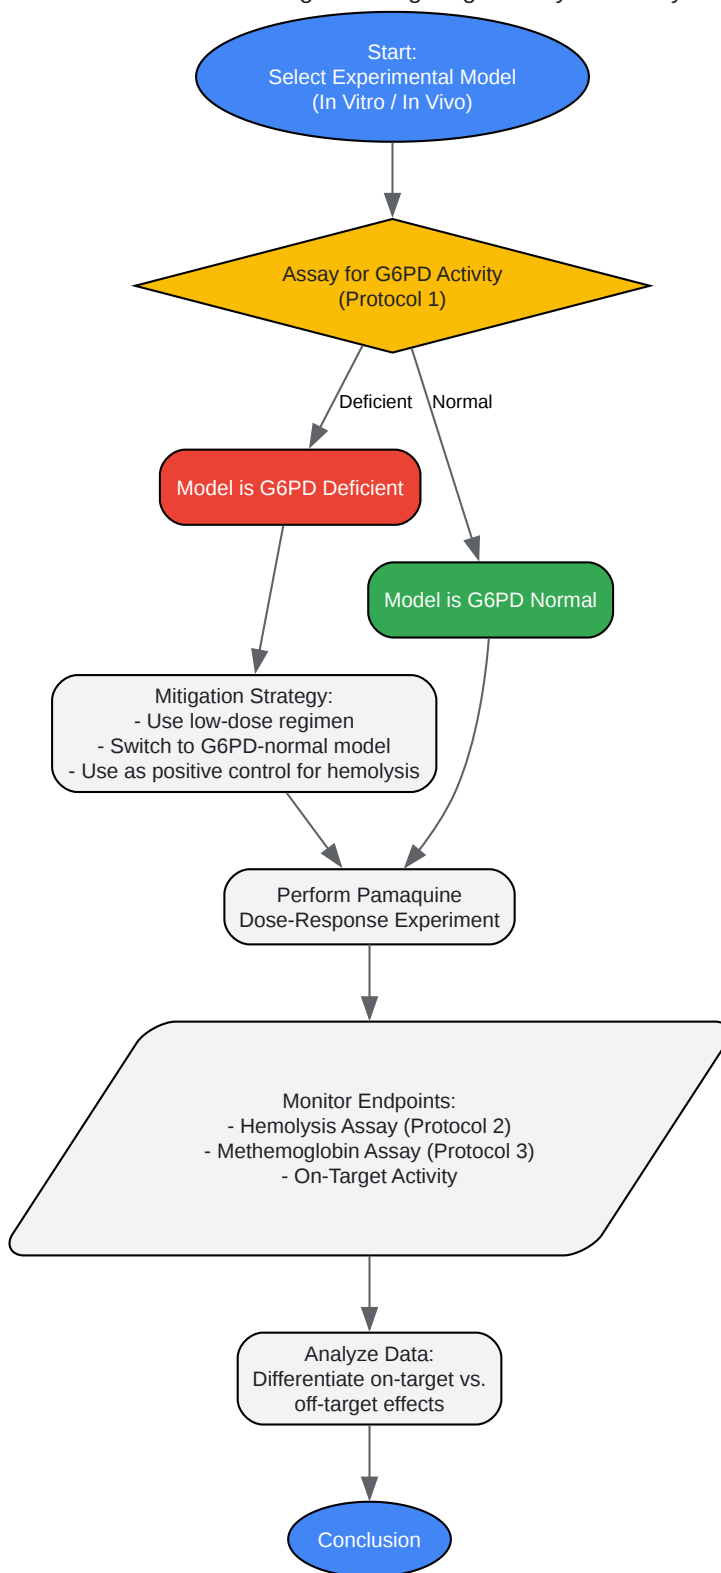 Start:
Select Experimental Model
(In Vitro / In Vivo)
Assay for G6PD Activity
(Protocol 1)
Deficient
Normal
Model is G6PD Deficient
Model is G6PD Normal
Mitigation Strategy:
- Use low-dose regimen
- Switch to G6PD-normal model
- Use as positive control for hemolysis
Perform Pamaquine
Dose-Response Experiment
Monitor Endpoints:
- Hemolysis Assay (Protocol 2)
- Methemoglobin Assay (Protocol 3)
- On-Target Activity
Analyze Data:
Differentiate on-target vs.
off-target effects
Conclusion